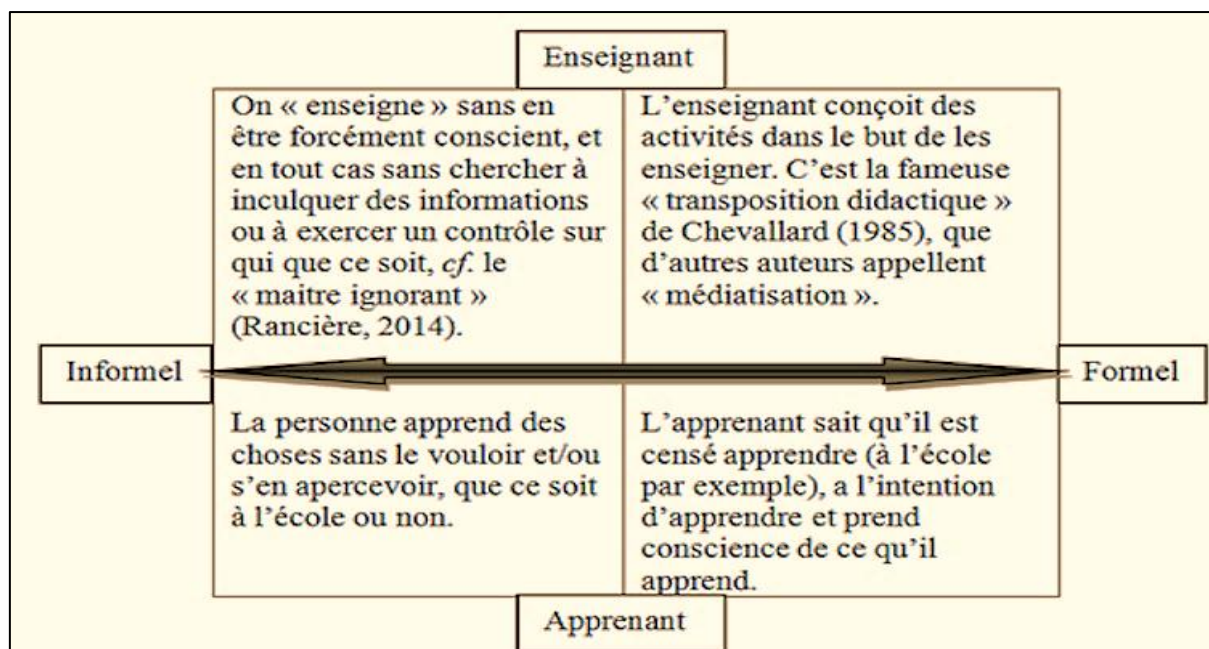 Enseignant
On « enseigne » sans en
être forcément conscient, et
en tout cas sans chercher à
inculquer des informations
ou à exercer un contrôle sur
qui que ce soit, cf. le
« maitre ignorant »
(Rancière, 2014).
L'enseignant conçoit des
activités dans le but de les
enseigner. C'est la fameuse
« transposition didactique »
de Chevallard (1985), que
d'autres auteurs appellent
« médiatisation ».
Informel
Formel
La personne apprend des
choses sans le vouloir et/ou
s'en apercevoir, que ce soit
à l'école ou non.
L'apprenant sait qu'il est
censé apprendre (à l'école
par exemple), a l'intention
d'apprendre et prend
conscience de ce qu'il
apprend.
Apprenant